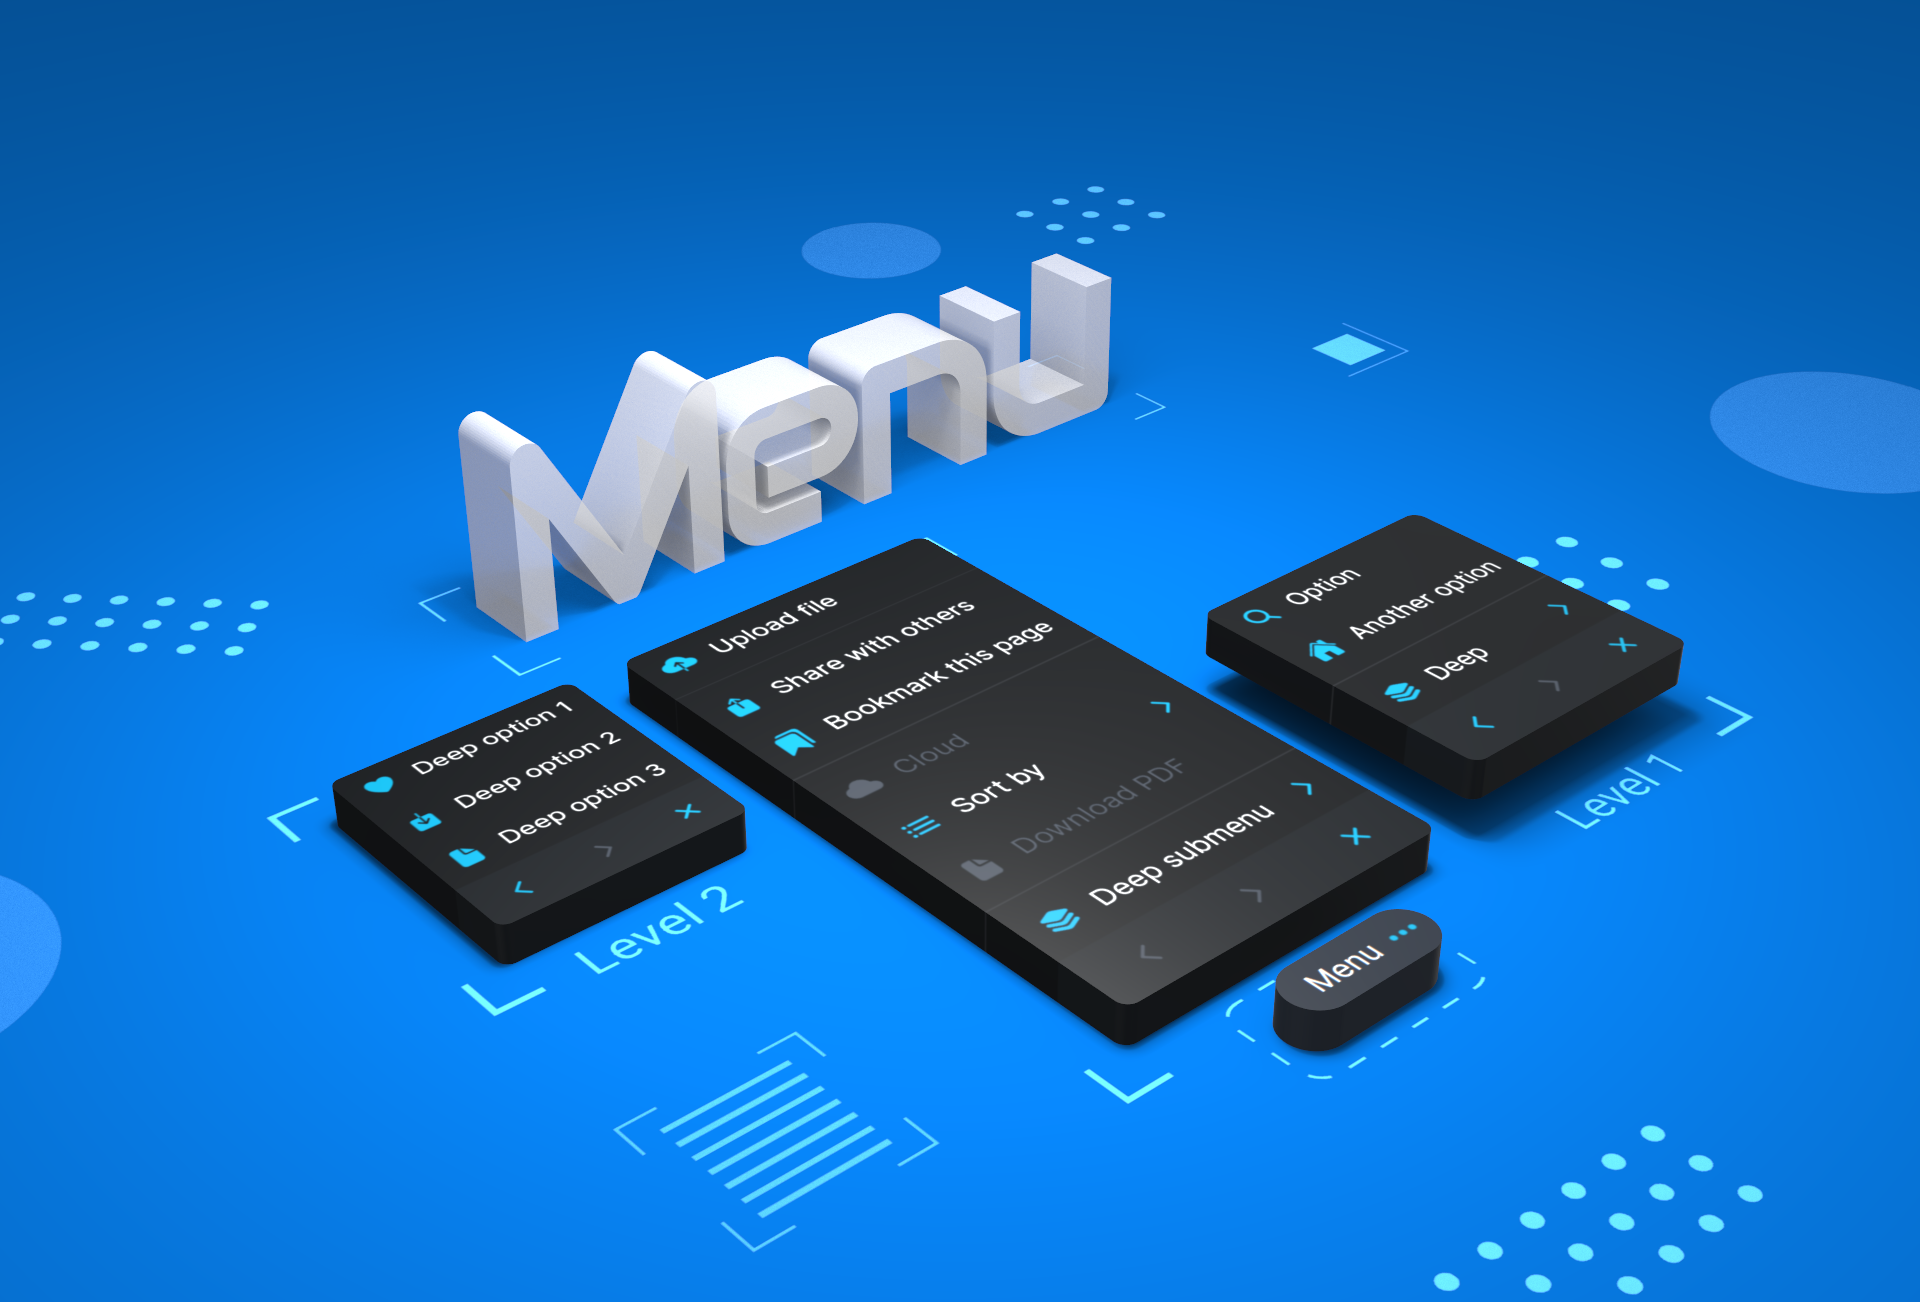 Menu
Upload file
Share with others
Bookmark this page
Cloud
Sort by
Download PDF
Deep submenu
Menu
Option
Another option
Deep
Level 1
Deep option 1
Deep option 2
Deep option 3
Level 2